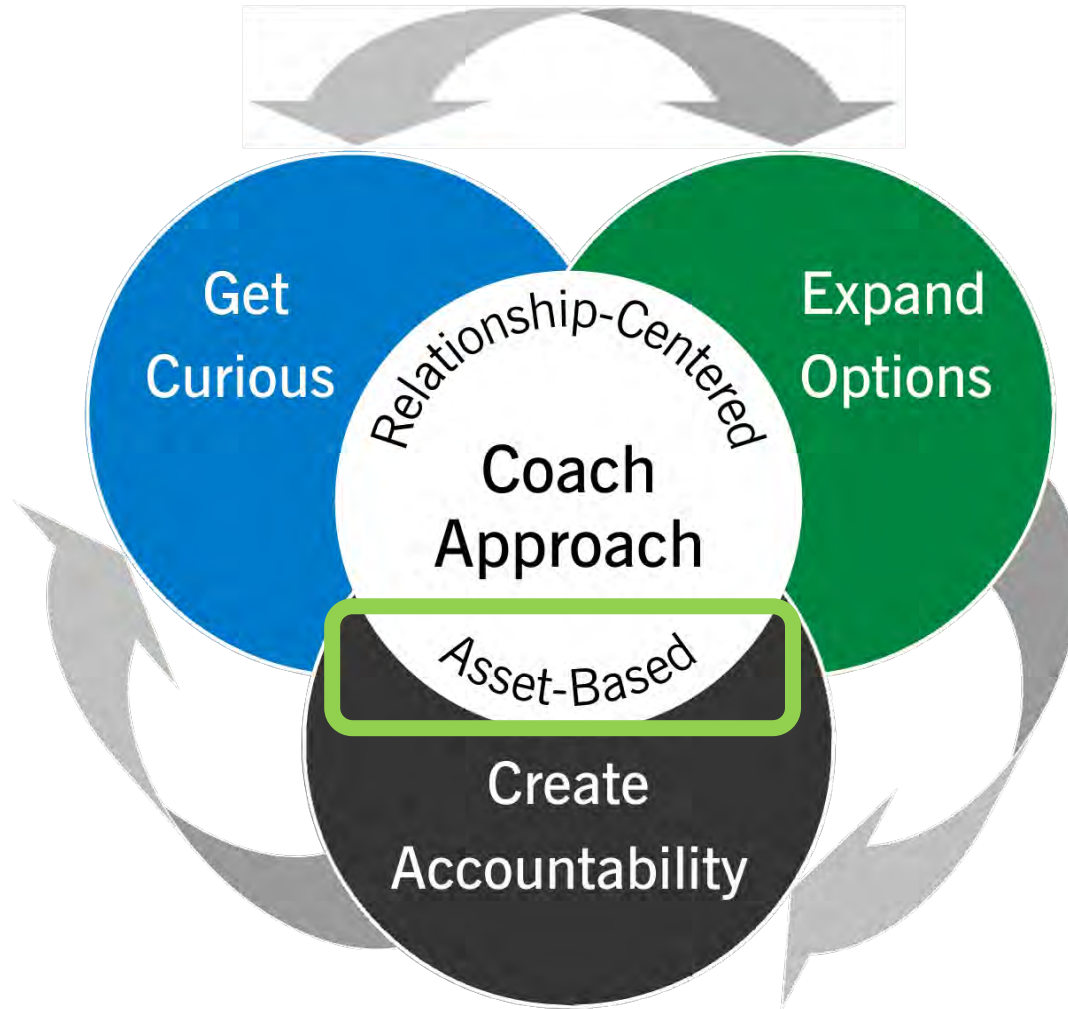 Get
Curious
Expand
Options
Relationship-Centered
Coach
Approach
Asset-Based
Create
Accountability